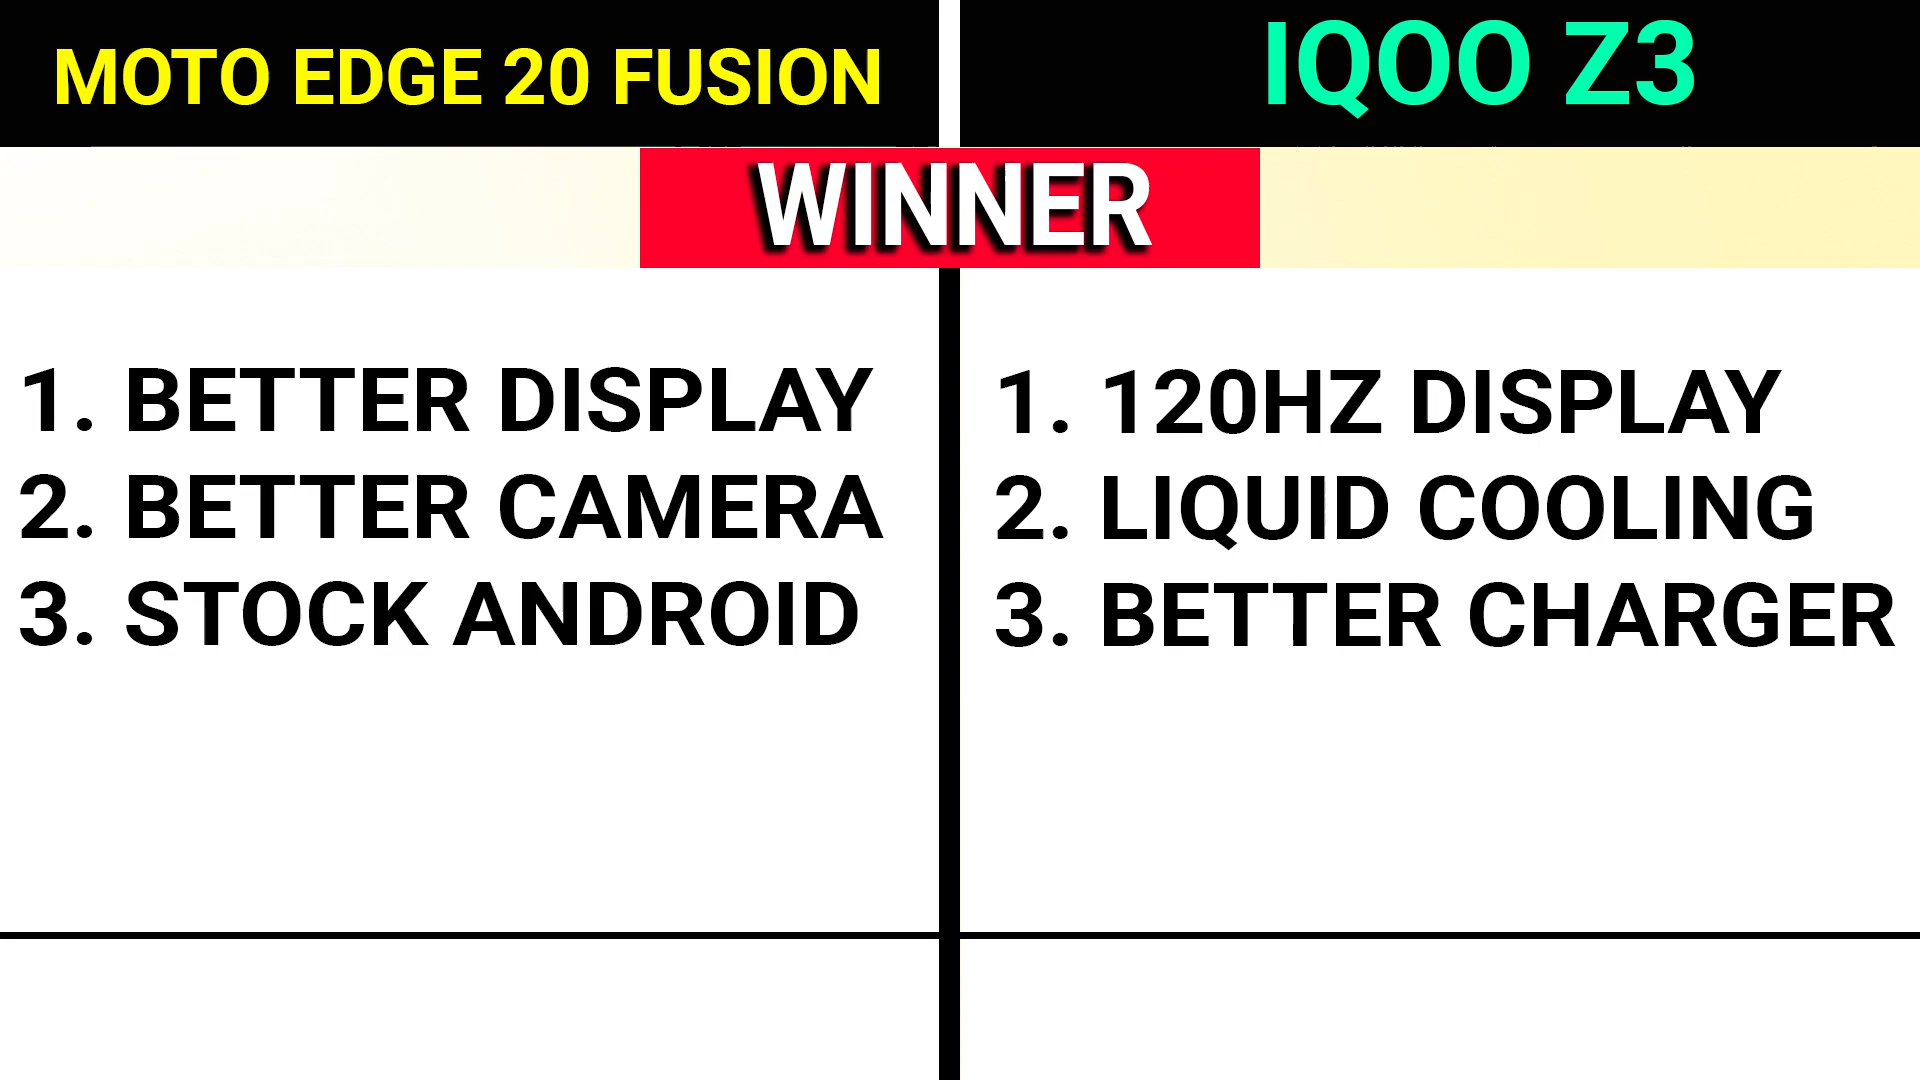 MOTO EDGE 20 FUSION
IQOO Z3
WINNER
1. BETTER DISPLAY
2. BETTER CAMERA
3. STOCK ANDROID
1. 120HZ DISPLAY
2. LIQUID COOLING
3. BETTER CHARGER